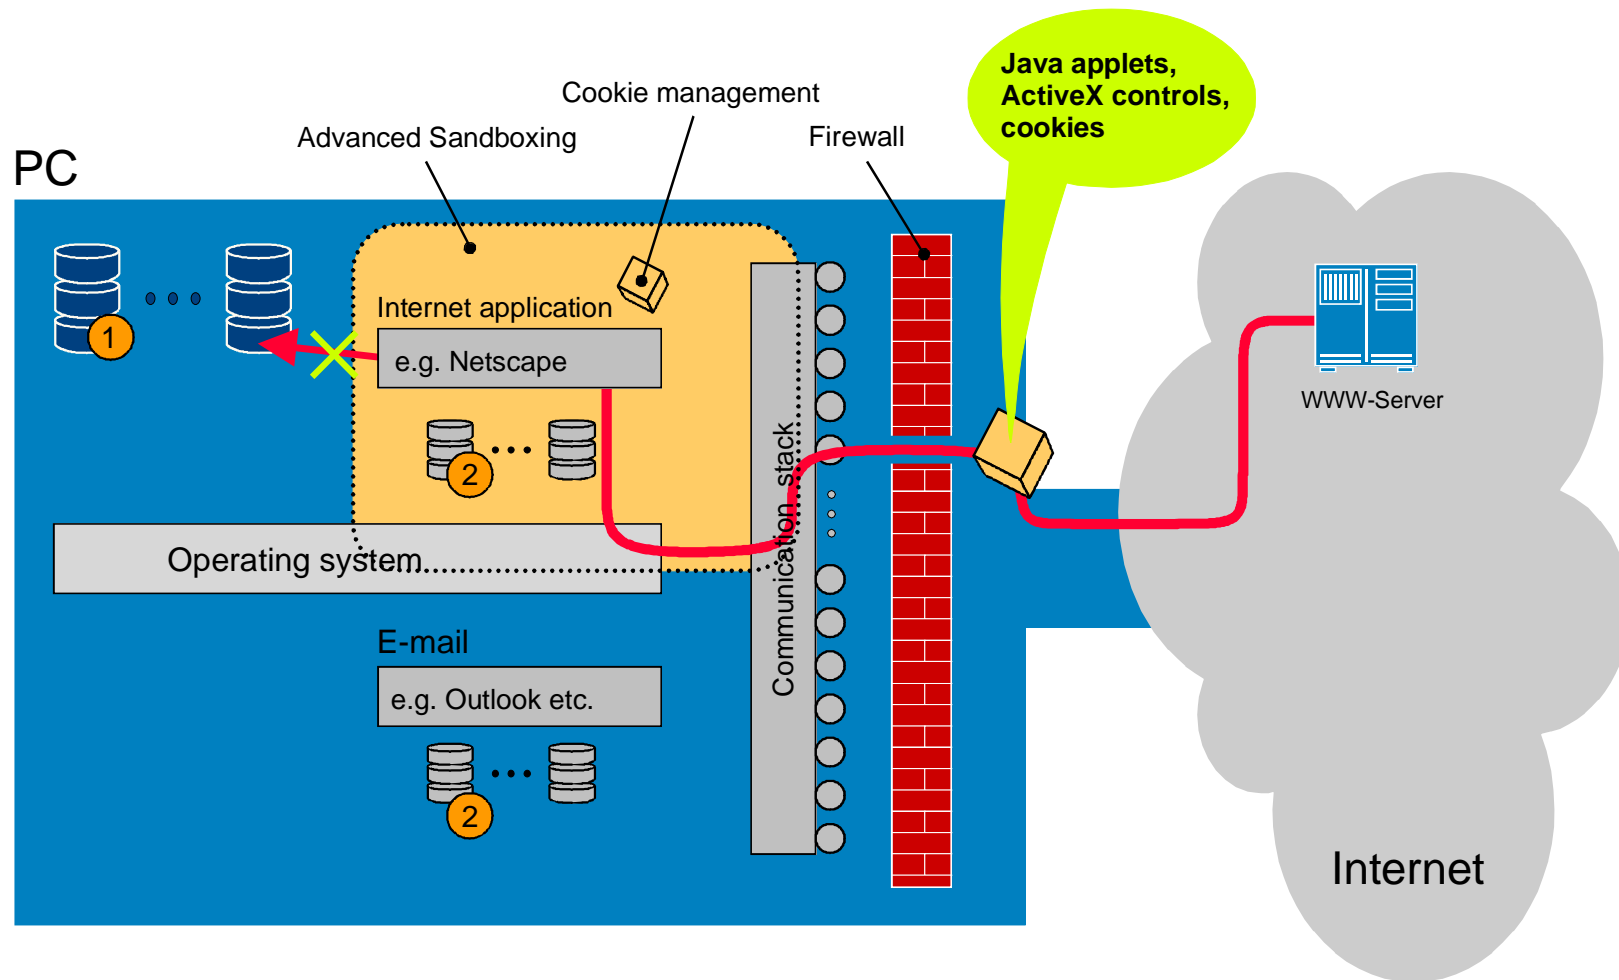 Java applets,
ActiveX controls,
cookies
Cookie management
Advanced Sandboxing
Firewall
PC
Internet application
1
e.g. Netscape
WWW-Server
2
Communication stack
Operating system
E-mail
e.g. Outlook etc.
2
Internet